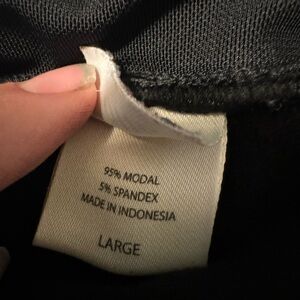 95% MODAL
5% SPANDEX
MADE IN INDONESIA
LARGE